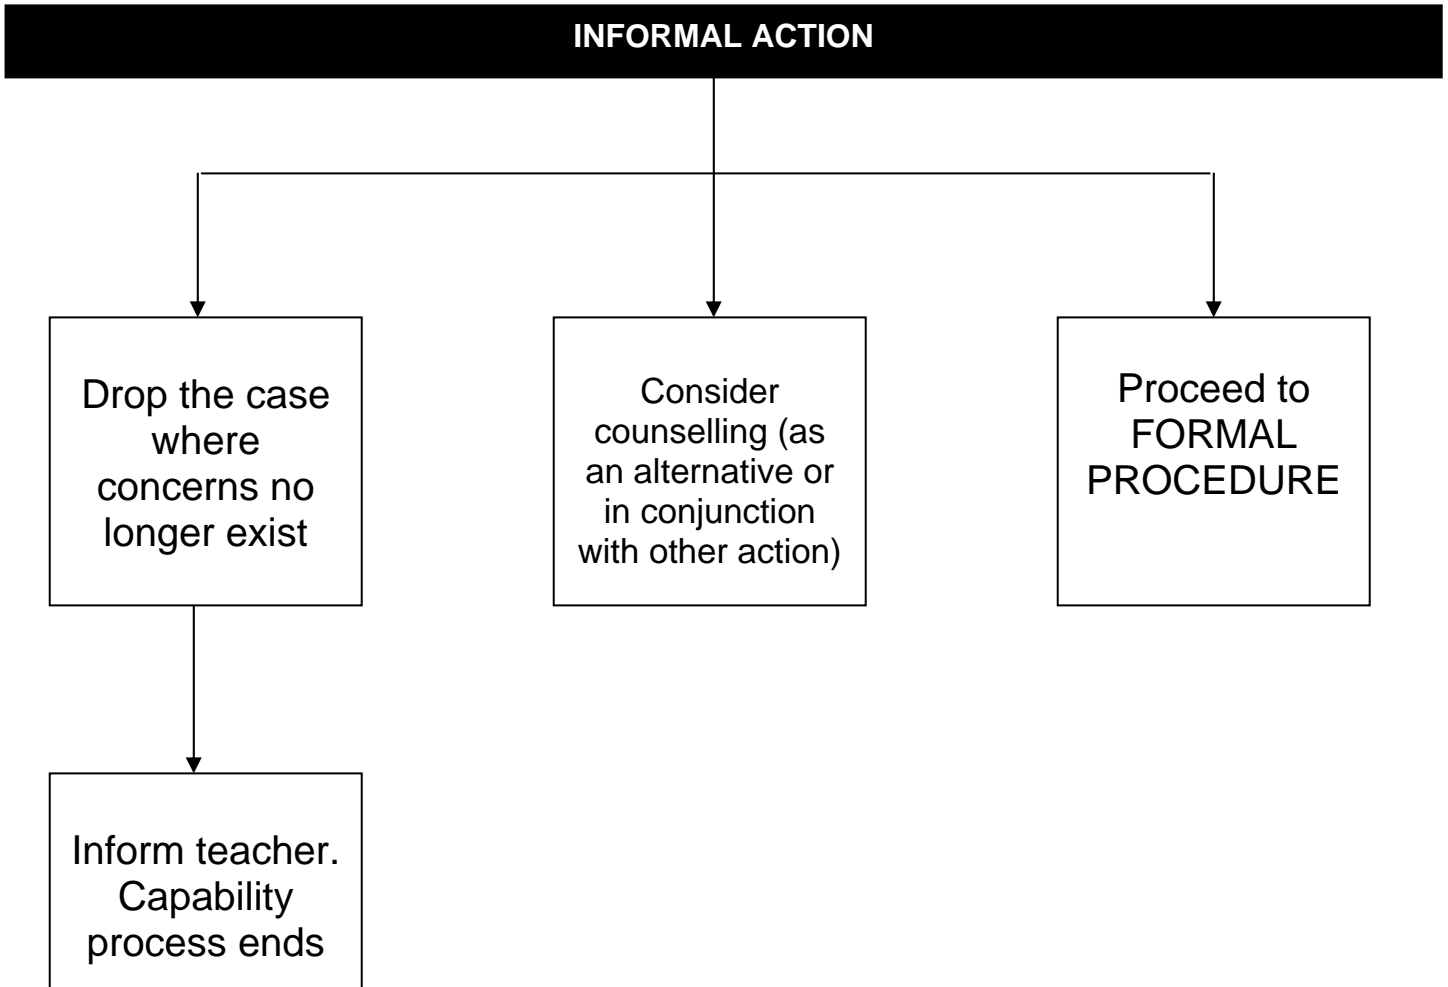 INFORMAL ACTION
Drop the case
where
concerns no
longer exist
Consider
counselling (as
an alternative or
in conjunction
with other action)
Proceed to
FORMAL
PROCEDURE
Inform teacher.
Capability
process ends